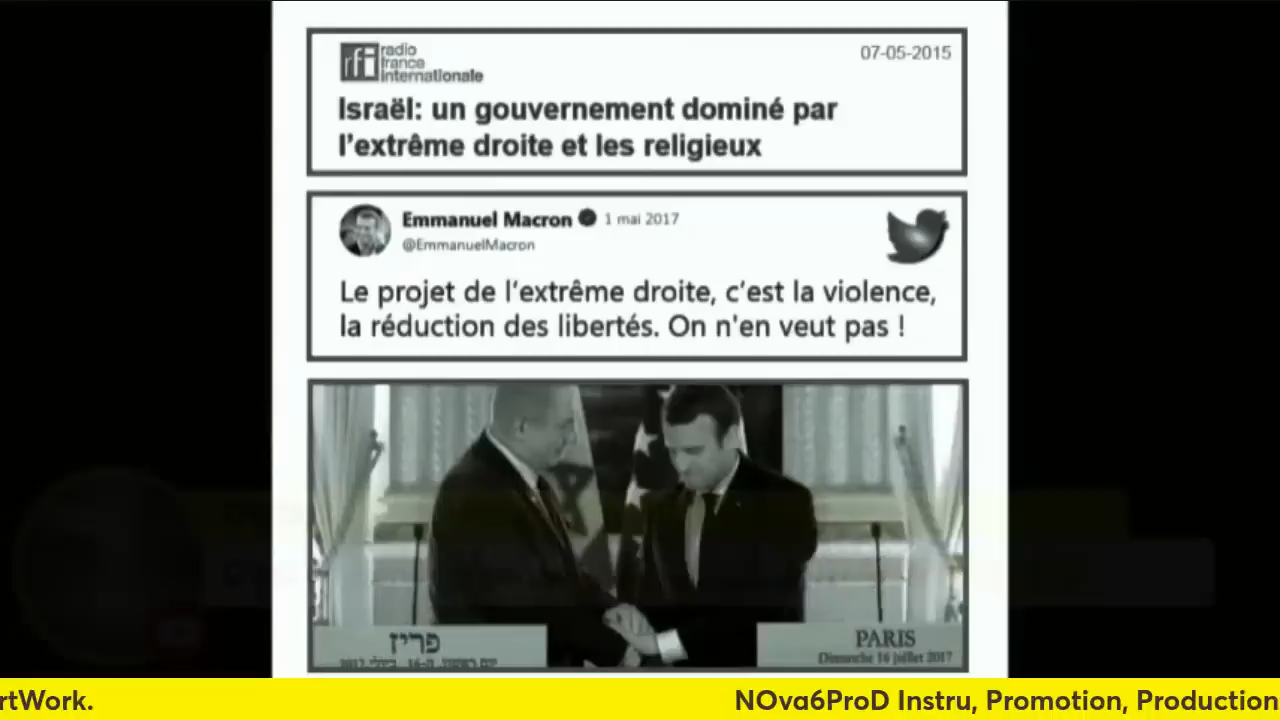 rfi radio
france
internationale
07-05-2015
Israël: un gouvernement dominé par
l'extrême droite et les religieux
Emmanuel Macron 1 mai 2017
@EmmanuelMacron
Le projet de l'extrême droite, c'est la violence,
la réduction des libertés. On n'en veut pas !
פריז
PARIS
Dimanche 16 juillet 2017
rtWork.
NOva6ProD Instru, Promotion, Production